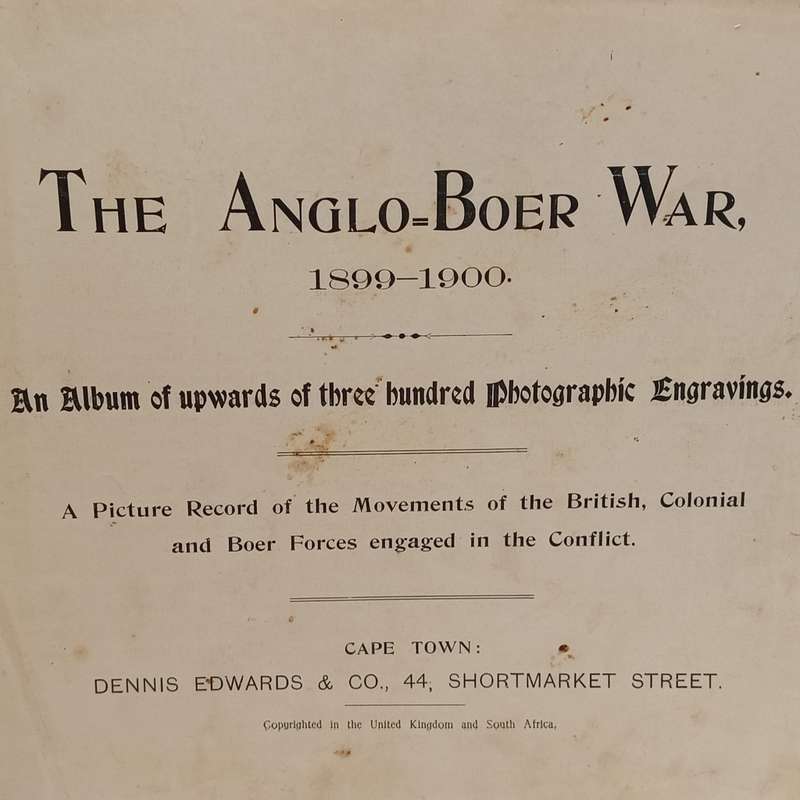 The Anglo=Boer War,
1899–1900.
An Album of upwards of three hundred Photographic Engravings.
A Picture Record of the Movements of the British, Colonial
and Boer Forces engaged in the Conflict.
CAPE TOWN:
DENNIS EDWARDS & CO., 44, SHORTMARKET STREET.
Copyrighted in the United Kingdom and South Africa.